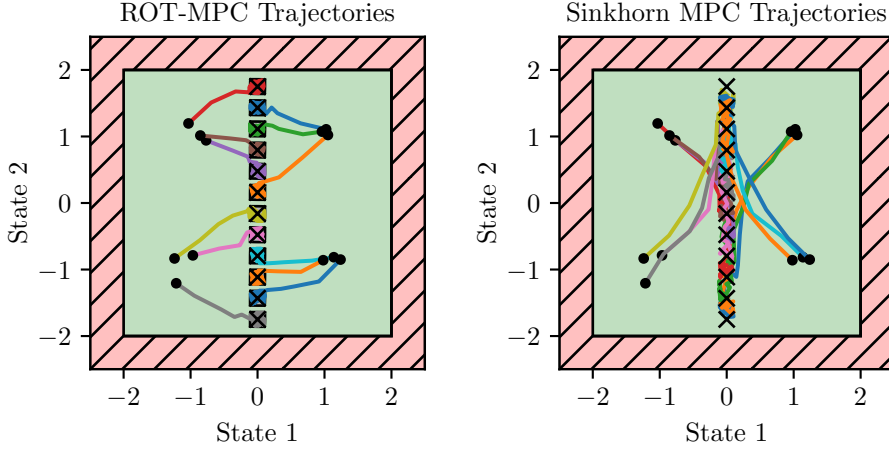 ROT-MPC Trajectories
Sinkhorn MPC Trajectories
2
1
0
−1
−2
State 2
−2 −1 0 1 2
State 1
2
1
0
−1
−2
State 2
−2 −1 0 1 2
State 1